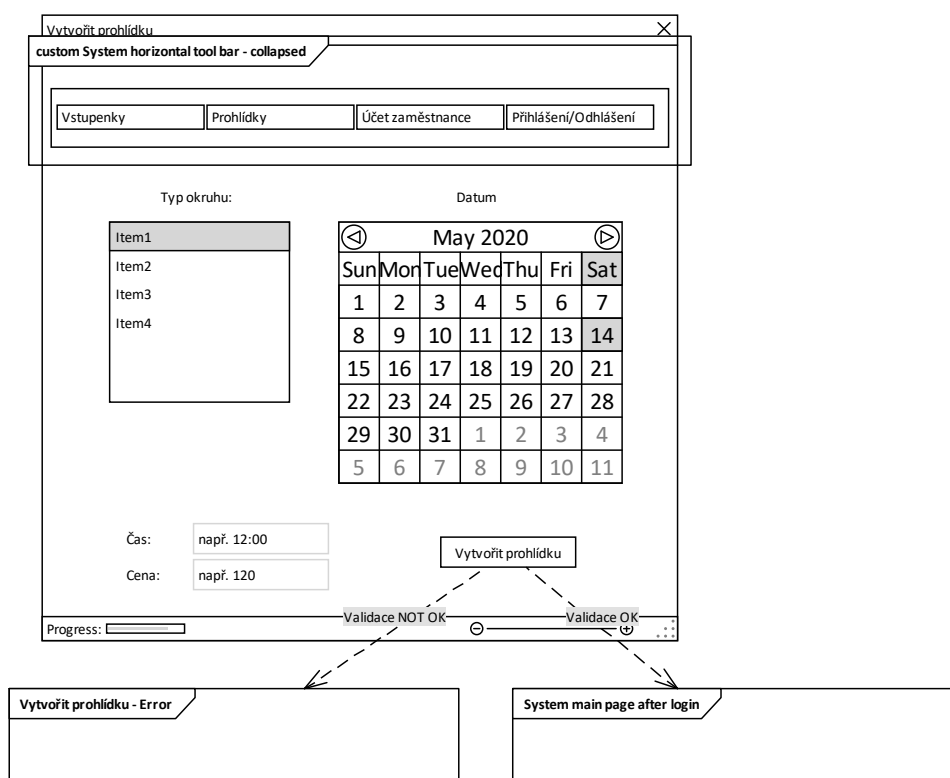 Vytvořit prohlídku
custom System horizontal tool bar - collapsed
Vstupenky Prohlídky Účet zaměstnance Přihlášení/Odhlášení
Typ okruhu: Datum
Item1
Item2
Item3
Item4
May 2020
Sun Mon Tue Wed Thu Fri Sat
1 2 3 4 5 6 7
8 9 10 11 12 13 14
15 16 17 18 19 20 21
22 23 24 25 26 27 28
29 30 31 1 2 3 4
5 6 7 8 9 10 11
Čas: např. 12:00
Vytvořit prohlídku
Cena: např. 120
Validace NOT OK Validace OK
Progress:
Vytvořit prohlídku - Error System main page after login